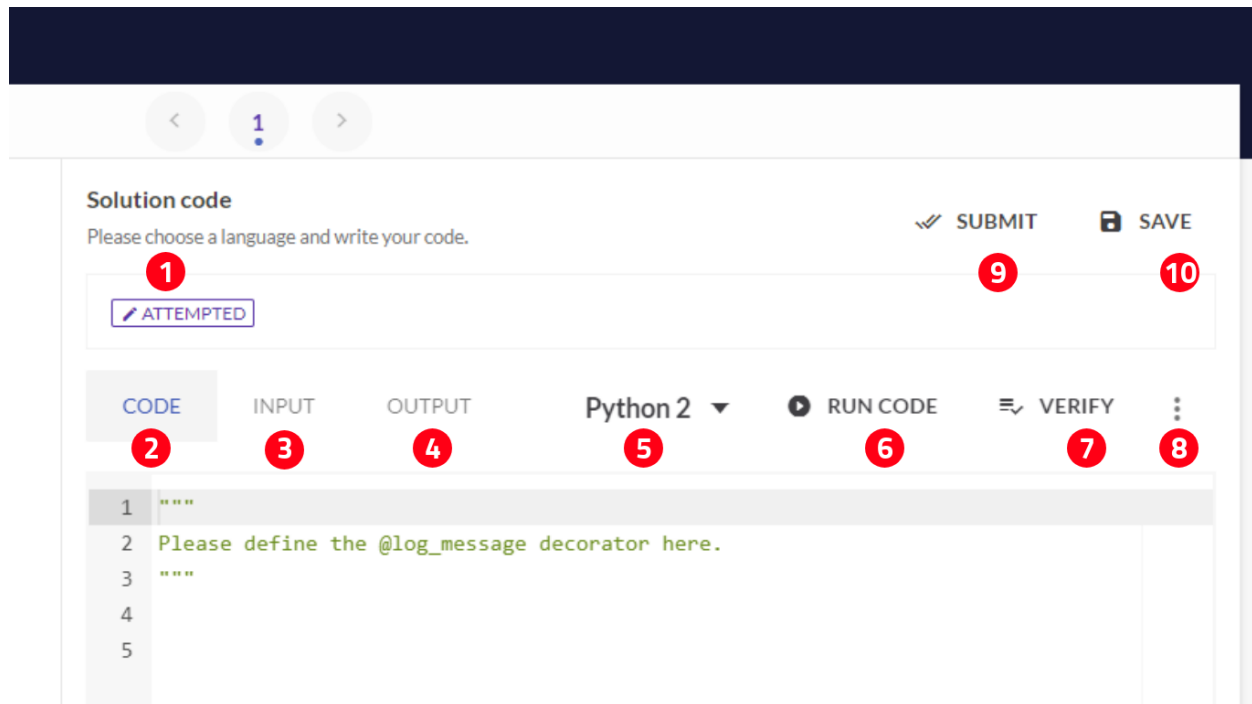 1
Solution code
Please choose a language and write your code.
SUBMIT
SAVE
1
9
10
ATTEMPTED
CODE
INPUT
OUTPUT
Python 2
RUN CODE
VERIFY
2
3
4
5
6
7
8
1 """
2 Please define the @log_message decorator here.
3 """
4
5